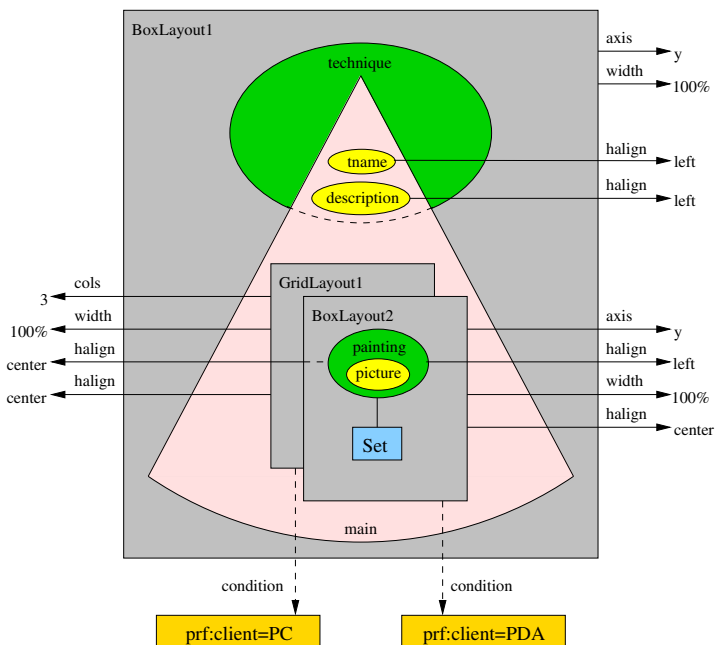 BoxLayout1
axis
y
technique
width
100%
tname
halign
left
description
halign
left
cols
3
GridLayout1
width
100%
BoxLayout2
axis
y
halign
center
painting
halign
left
picture
halign
center
width
100%
Set
halign
center
main
condition
condition
prf:client=PC
prf:client=PDA